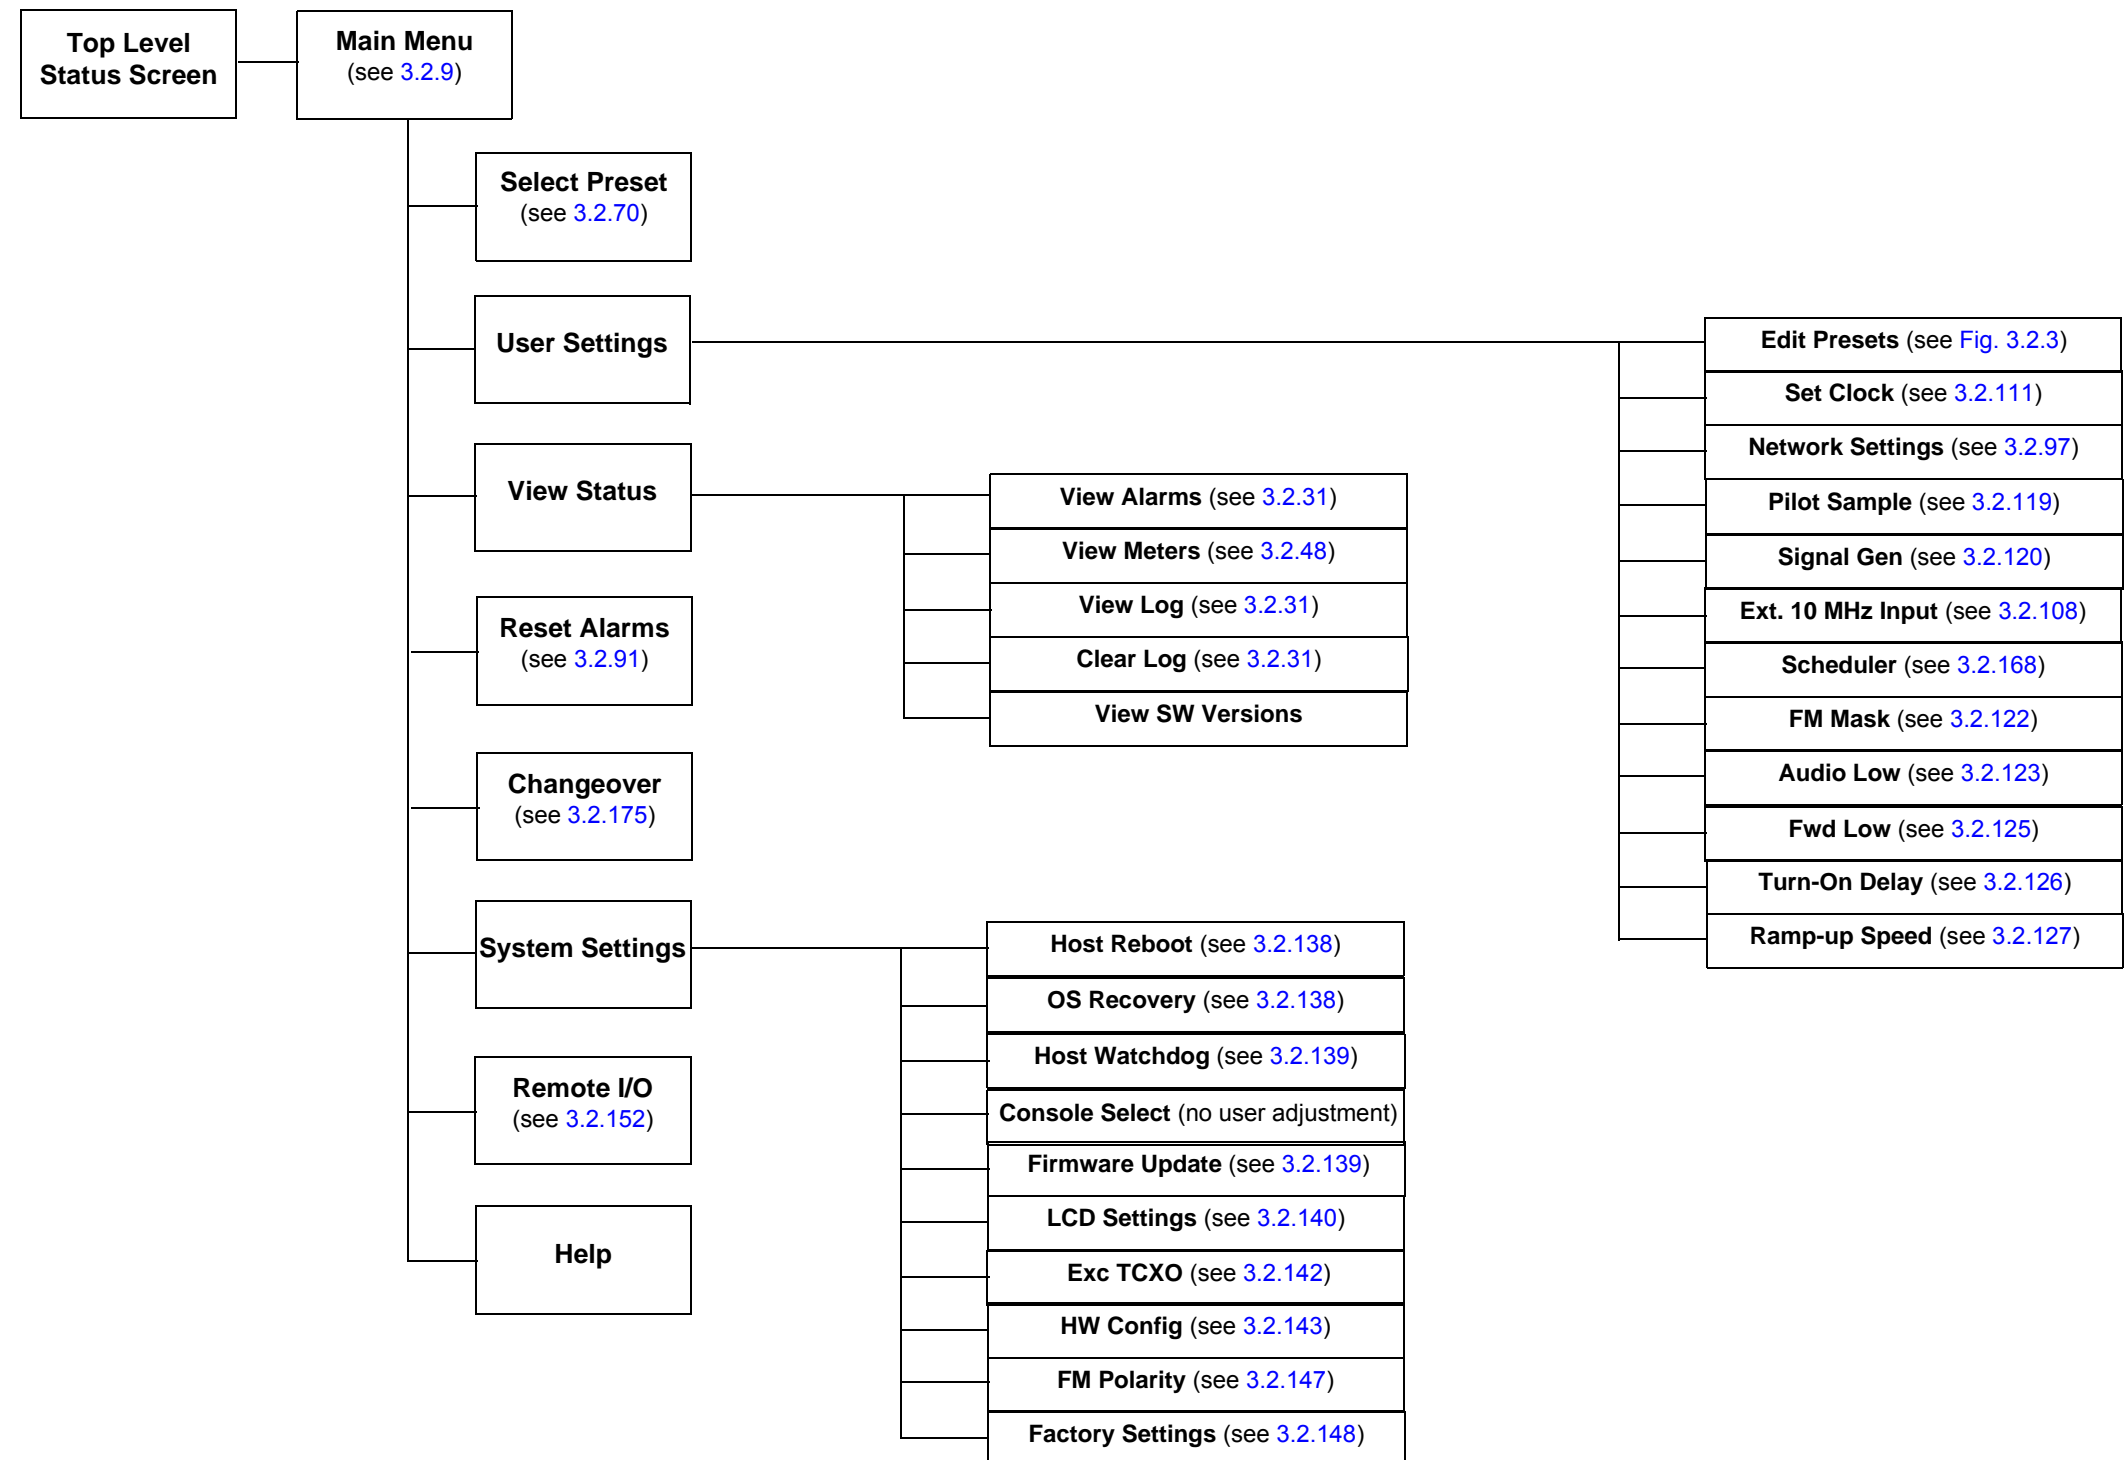 Top Level
Status Screen
Main Menu
(see 3.2.9)
Select Preset
(see 3.2.70)
User Settings
View Status
Reset Alarms
(see 3.2.91)
Changeover
(see 3.2.175)
System Settings
Remote I/O
(see 3.2.152)
Help
View Alarms (see 3.2.31)
View Meters (see 3.2.48)
View Log (see 3.2.31)
Clear Log (see 3.2.31)
View SW Versions
Host Reboot (see 3.2.138)
OS Recovery (see 3.2.138)
Host Watchdog (see 3.2.139)
Console Select (no user adjustment)
Firmware Update (see 3.2.139)
LCD Settings (see 3.2.140)
Exc TCXO (see 3.2.142)
HW Config (see 3.2.143)
FM Polarity (see 3.2.147)
Factory Settings (see 3.2.148)
Edit Presets (see Fig. 3.2.3)
Set Clock (see 3.2.111)
Network Settings (see 3.2.97)
Pilot Sample (see 3.2.119)
Signal Gen (see 3.2.120)
Ext. 10 MHz Input (see 3.2.108)
Scheduler (see 3.2.168)
FM Mask (see 3.2.122)
Audio Low (see 3.2.123)
Fwd Low (see 3.2.125)
Turn-On Delay (see 3.2.126)
Ramp-up Speed (see 3.2.127)